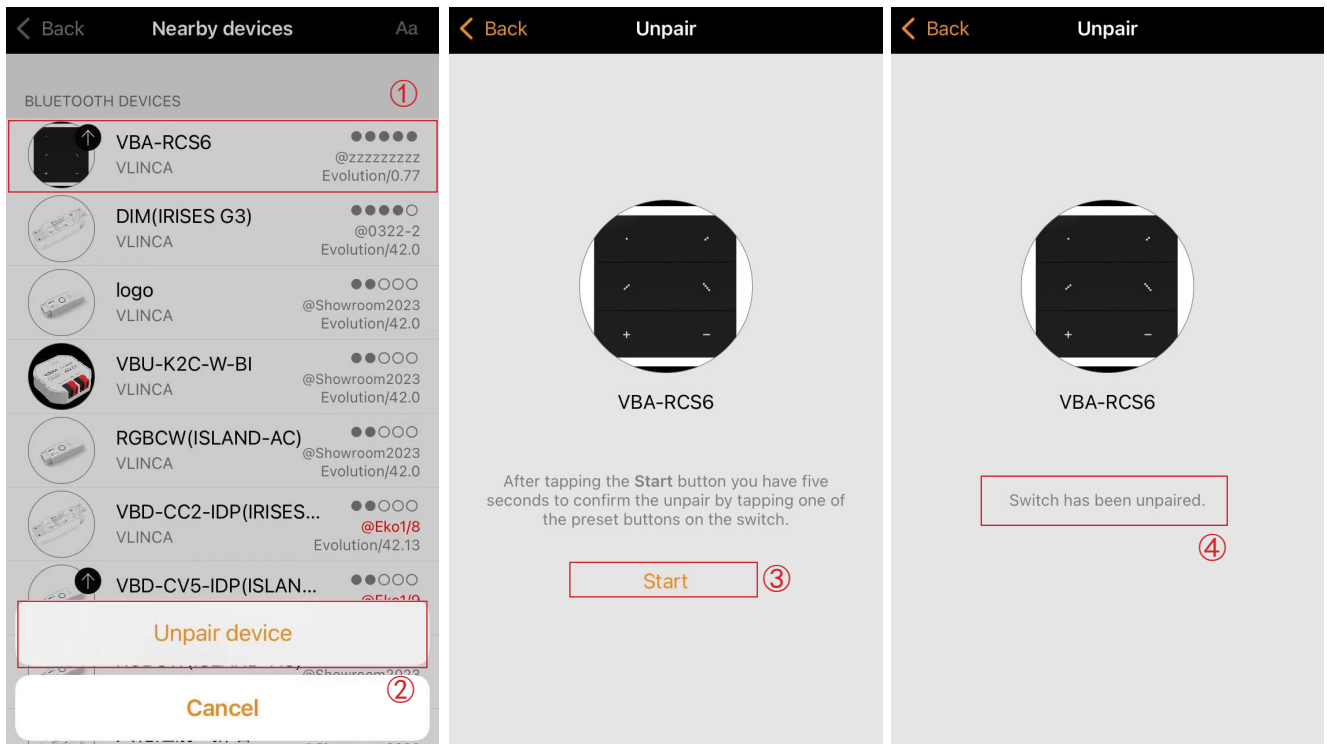 Back
Nearby devices
Aa
BLUETOOTH DEVICES
①
VBA-RCS6
VLINCA
@zzzzzzzzz
Evolution/0.77
DIM(IRISES G3)
VLINCA
@0322-2
Evolution/42.0
logo
VLINCA
@Showroom2023
Evolution/42.0
VBU-K2C-W-BI
VLINCA
@Showroom2023
Evolution/42.0
RGBCW(ISLAND-AC)
VLINCA
@Showroom2023
Evolution/42.0
VBD-CC2-IDP(IRISES...
VLINCA
@Eko1/8
Evolution/42.13
VBD-CV5-IDP(ISLAN...
@Eko1/9
Unpair device
@Showroom2023
②
Cancel
Back
Unpair
VBA-RCS6
After tapping the Start button you have five
seconds to confirm the unpair by tapping one of
the preset buttons on the switch.
Start
③
Back
Unpair
VBA-RCS6
Switch has been unpaired.
④